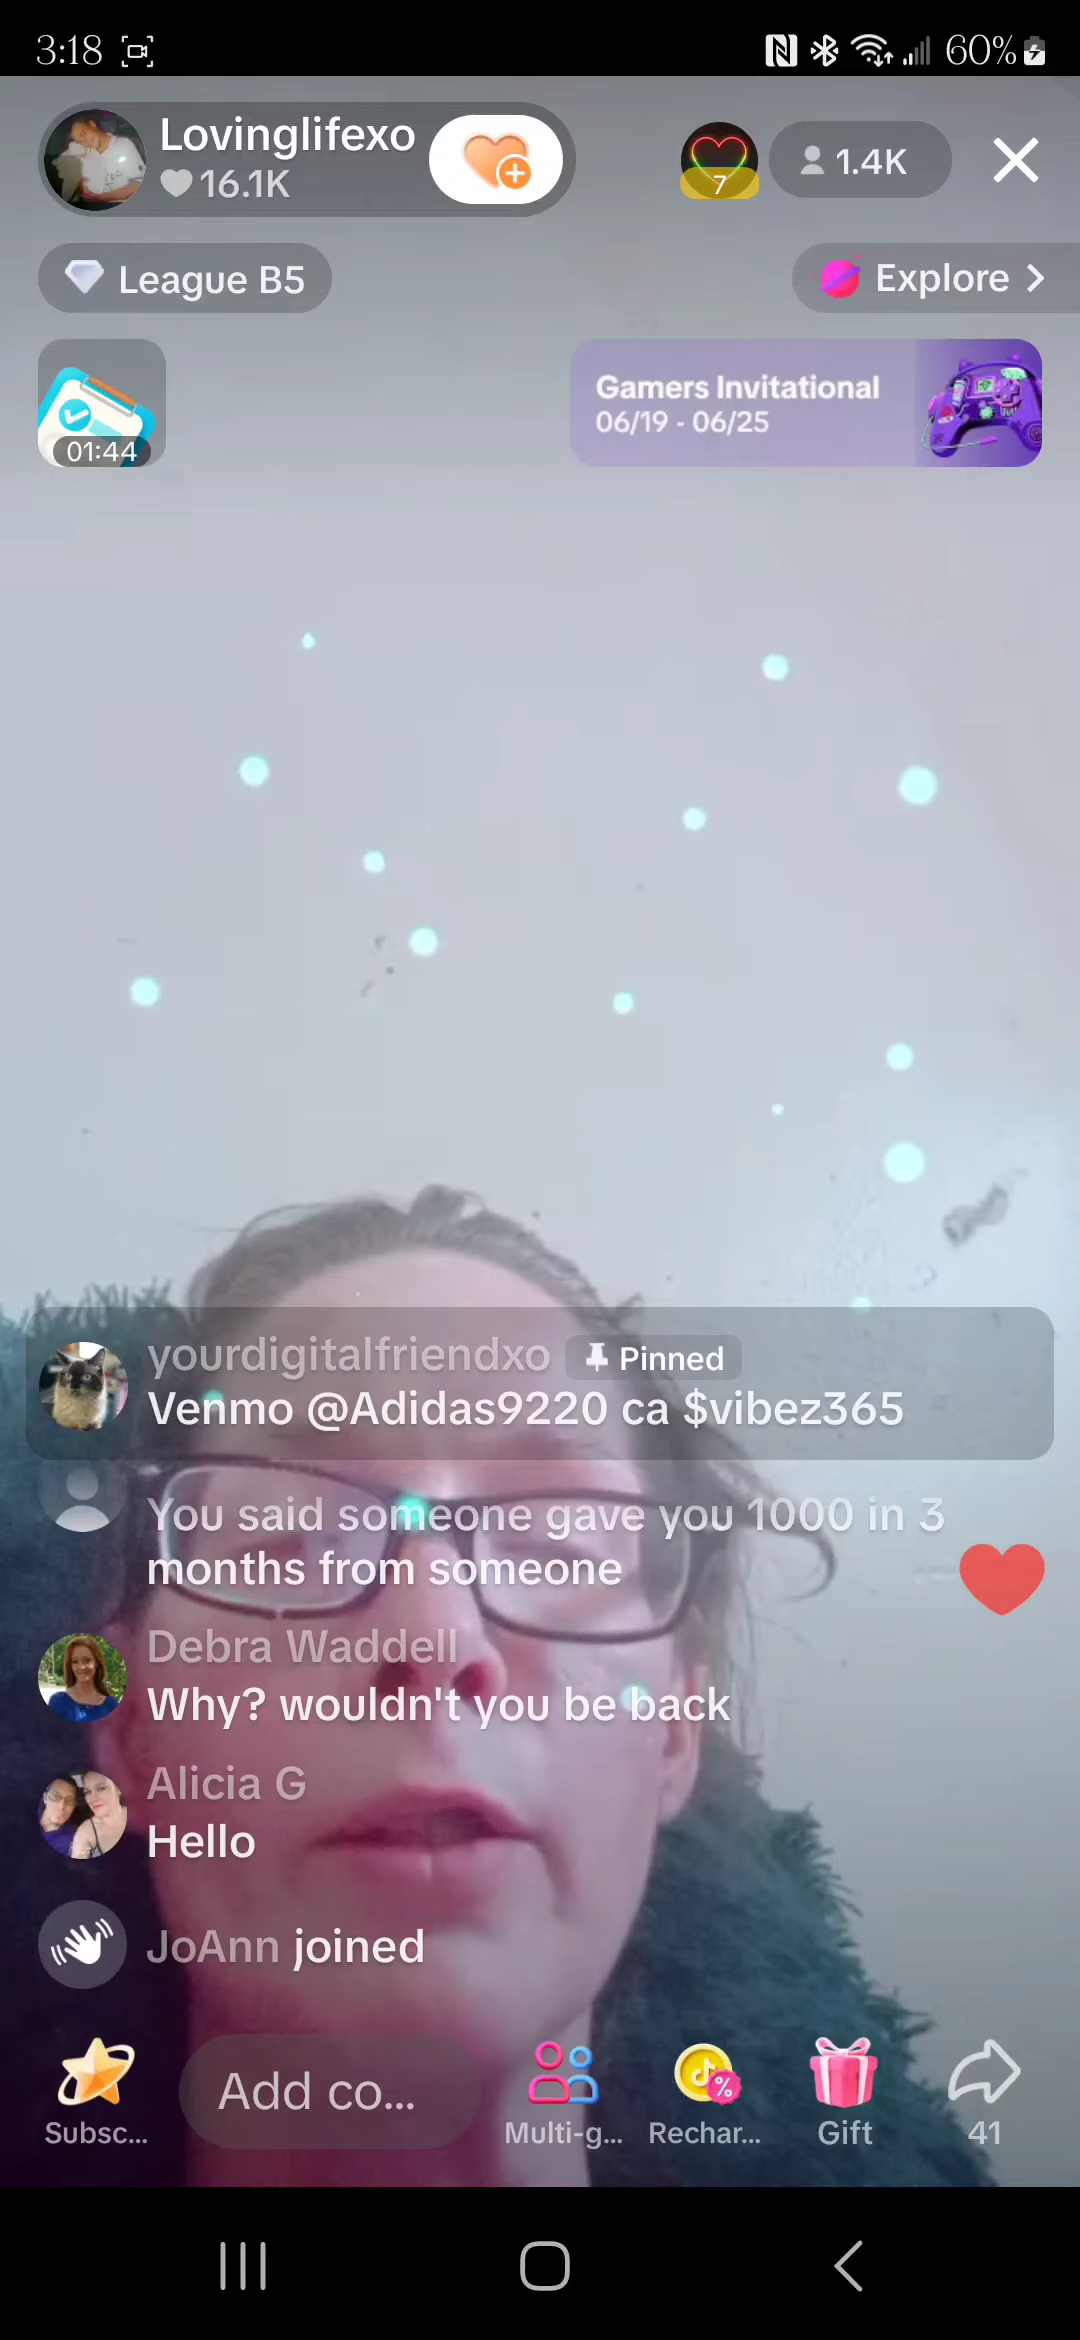 3:18
60%
Lovinglifexo
16.1K
7
1.4K
League B5
Explore
01:44
Gamers Invitational
06/19 - 06/25
yourdigitalfriendxo Pinned
Venmo @Adidas9220 ca $vibez365
You said someone gave you 1000 in 3
months from someone
Debra Waddell
Why? wouldn't you be back
Alicia G
Hello
JoAnn joined
Add co...
Subsc...
Multi-g...
Rechar...
Gift
41